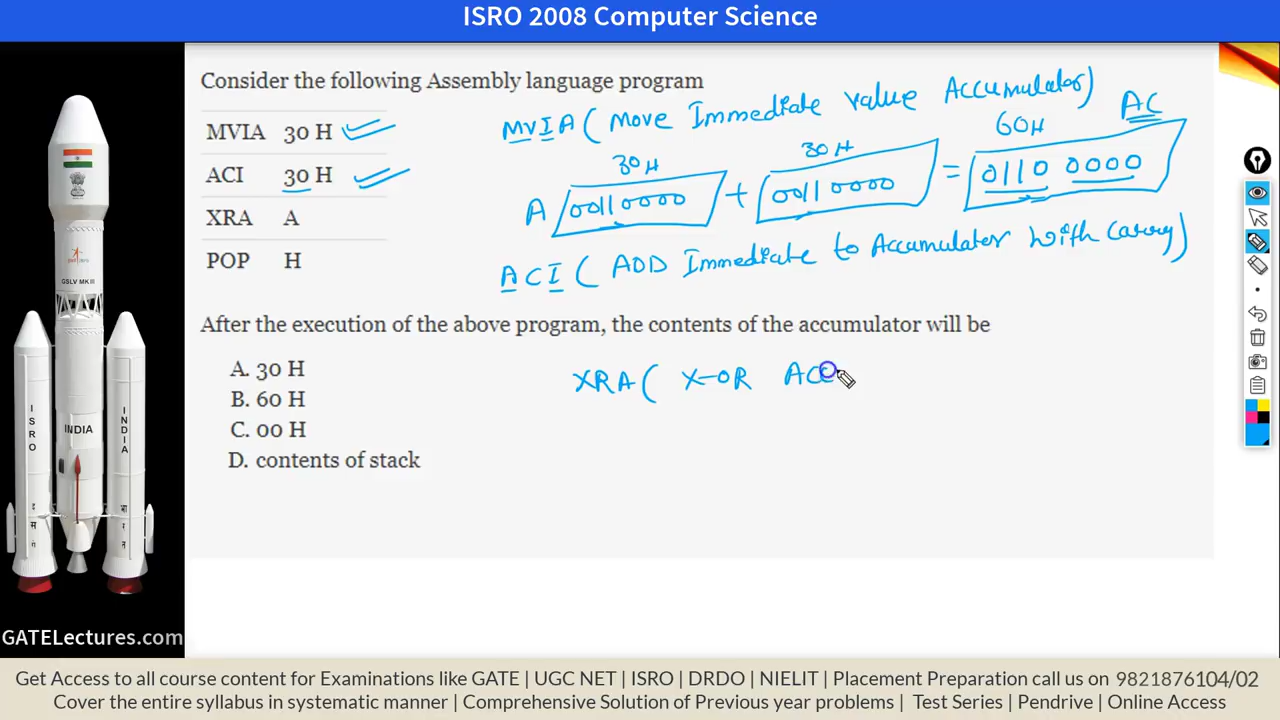 ISRO 2008 Computer Science
Consider the following Assembly language program
MVIA 30 H
ACI 30 H
XRA A
POP H
MVIA ( Move Immediate value Accumulator)
30H
30H
60H
AC
A 00110000 + 00110000 = 0110 0000
ACI ( ADD Immediate to Accumulator with Carry)
After the execution of the above program, the contents of the accumulator will be
A. 30 H
B. 60 H
C. 00 H
D. contents of stack
XRA( X-OR ACC
GSLV MK III
ISRO
INDIA
INDIA
GATELectures.com
Get Access to all course content for Examinations like GATE | UGC NET | ISRO | DRDO | NIELIT | Placement Preparation call us on 9821876104/02
Cover the entire syllabus in systematic manner | Comprehensive Solution of Previous year problems | Test Series | Pendrive | Online Access